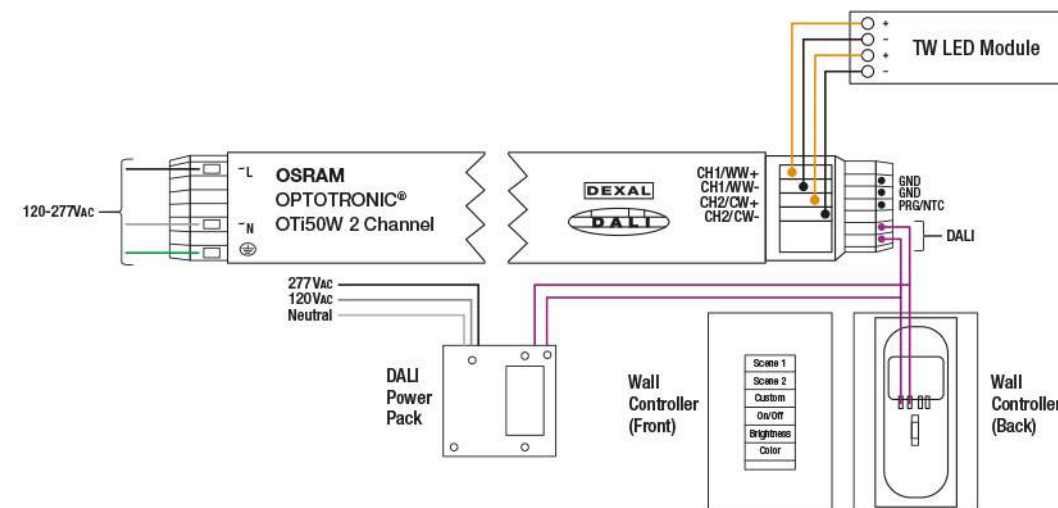 +
−
+
−
TW LED Module
120-277VAC
L
N
OSRAM
OPTOTRONIC®
OTi50W 2 Channel
DEXAL
DALI
CH1/WW+
CH1/WW-
CH2/CW+
CH2/CW-
GND
GND
PRG/NTC
DALI
277VAC
120VAC
Neutral
DALI
Power
Pack
Wall
Controller
(Front)
Scene 1
Scene 2
Custom
On/Off
Brightness
Color
Wall
Controller
(Back)